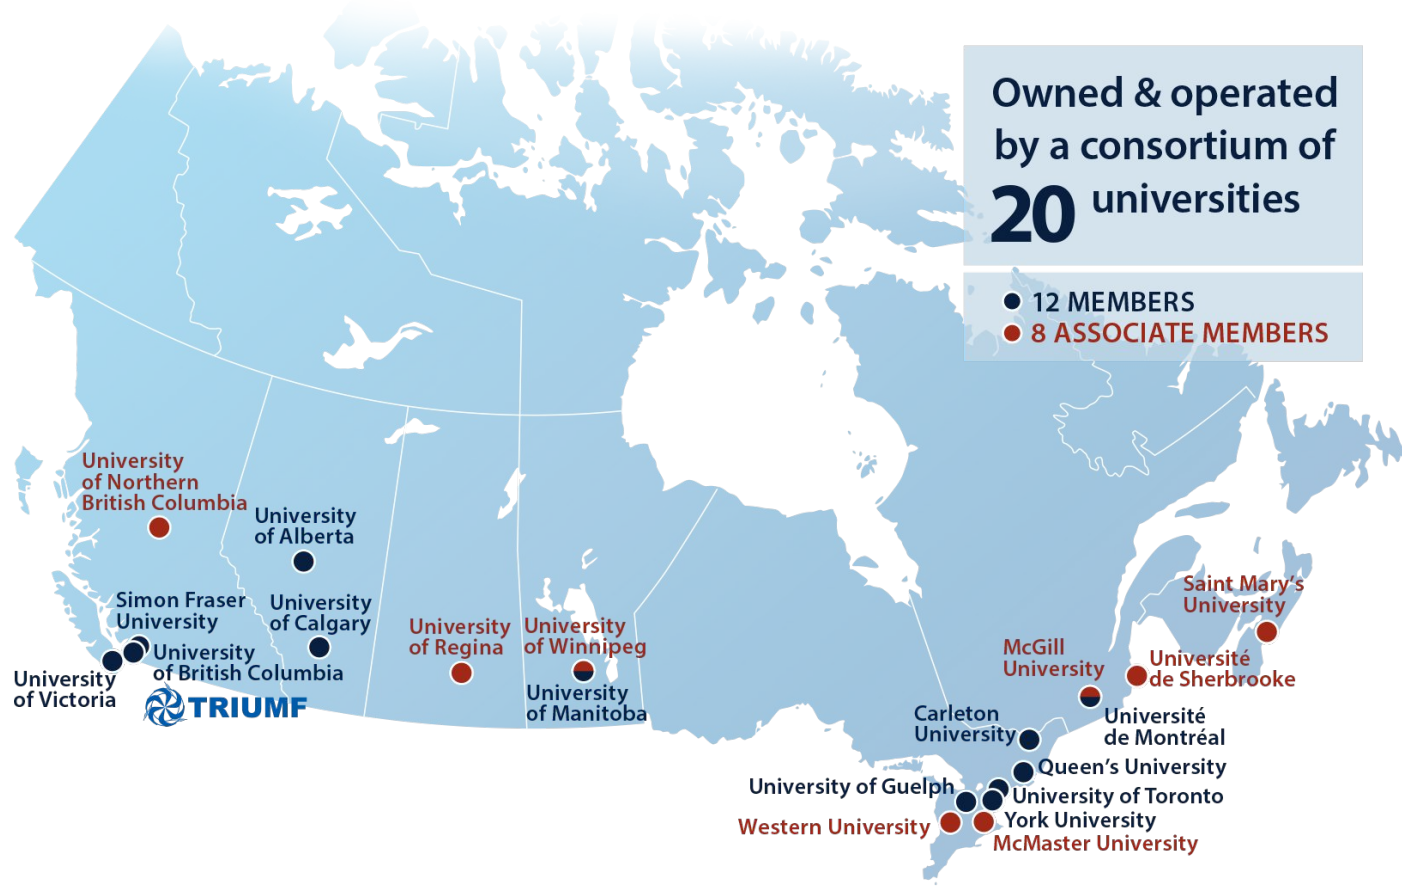 Owned & operated
by a consortium of
20 universities
12 MEMBERS
8 ASSOCIATE MEMBERS
University
of Northern
British Columbia
University
of Alberta
Simon Fraser
University
University
of Calgary
University
of British Columbia
University
of Victoria
TRIUMF
University
of Regina
University
of Winnipeg
University
of Manitoba
Saint Mary's
University
McGill
University
Université
de Sherbrooke
Carleton
University
Université
de Montréal
Queen's University
University of Guelph
University of Toronto
York University
Western University
McMaster University